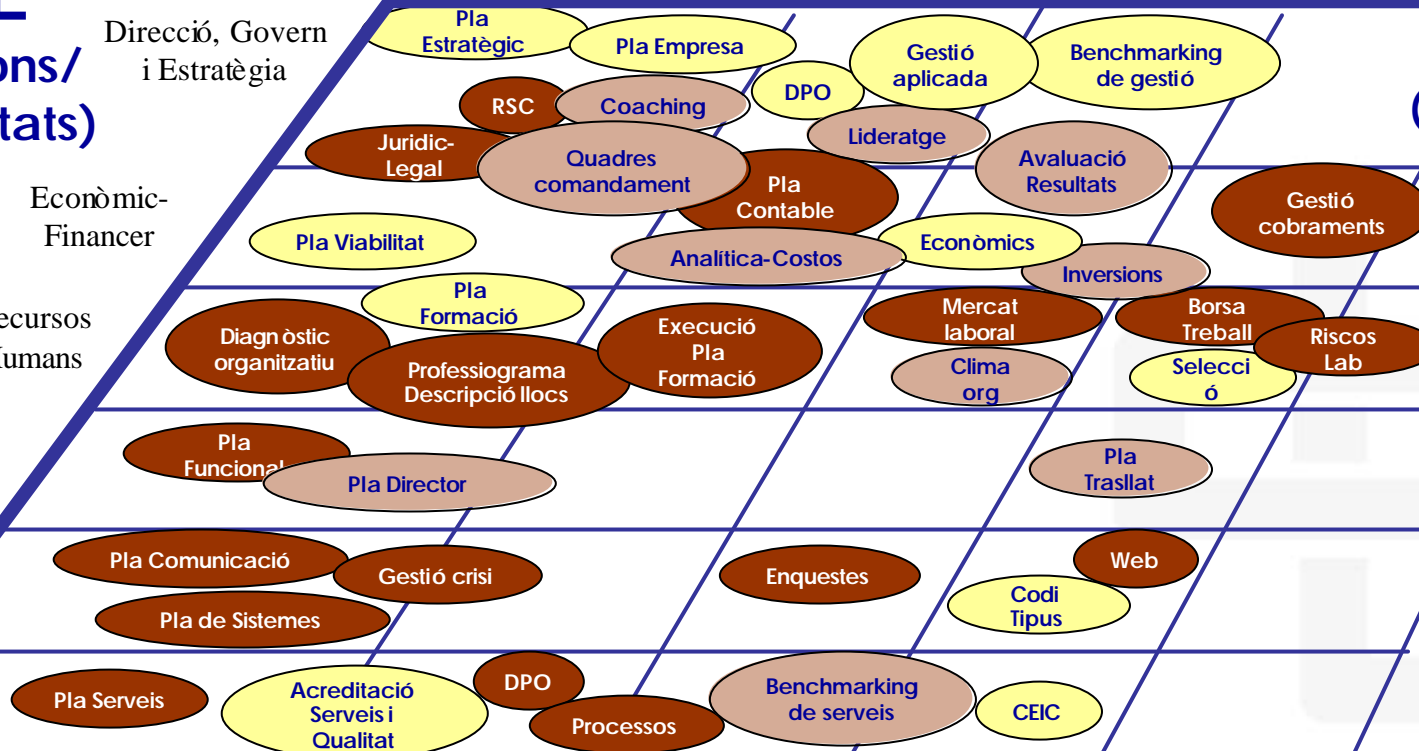 Direcció, Govern
i Estratègia
ons/
tats)
(
Pla
Estratègic
Pla Empresa
Gestió
aplicada
Benchmarking
de gestió
RSC
Coaching
DPO
Lideratge
Juridic-
Legal
Quadres
comandament
Avaluació
Resultats
Econòmic-
Financer
Pla
Contable
Gestió
cobraments
Pla Viabilitat
Analítica-Costos
Econòmics
Inversions
ecursos
Humans
Pla
Formació
Diagnòstic
organitzatiu
Professiograma
Descripció llocs
Execució
Pla
Formació
Mercat
laboral
Clima
org
Borsa
Treball
Selecci
ó
Riscos
Lab
Pla
Funcional
Pla Director
Pla
Trasllat
Pla Comunicació
Gestió crisi
Enquestes
Web
Codi
Tipus
Pla de Sistemes
Pla Serveis
Acreditació
Serveis i
Qualitat
DPO
Processos
Benchmarking
de serveis
CEIC